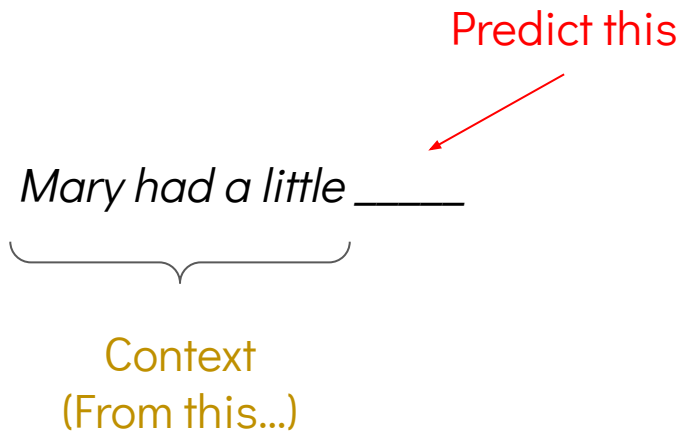 Predict this
Mary had a little _____
Context
(From this...)